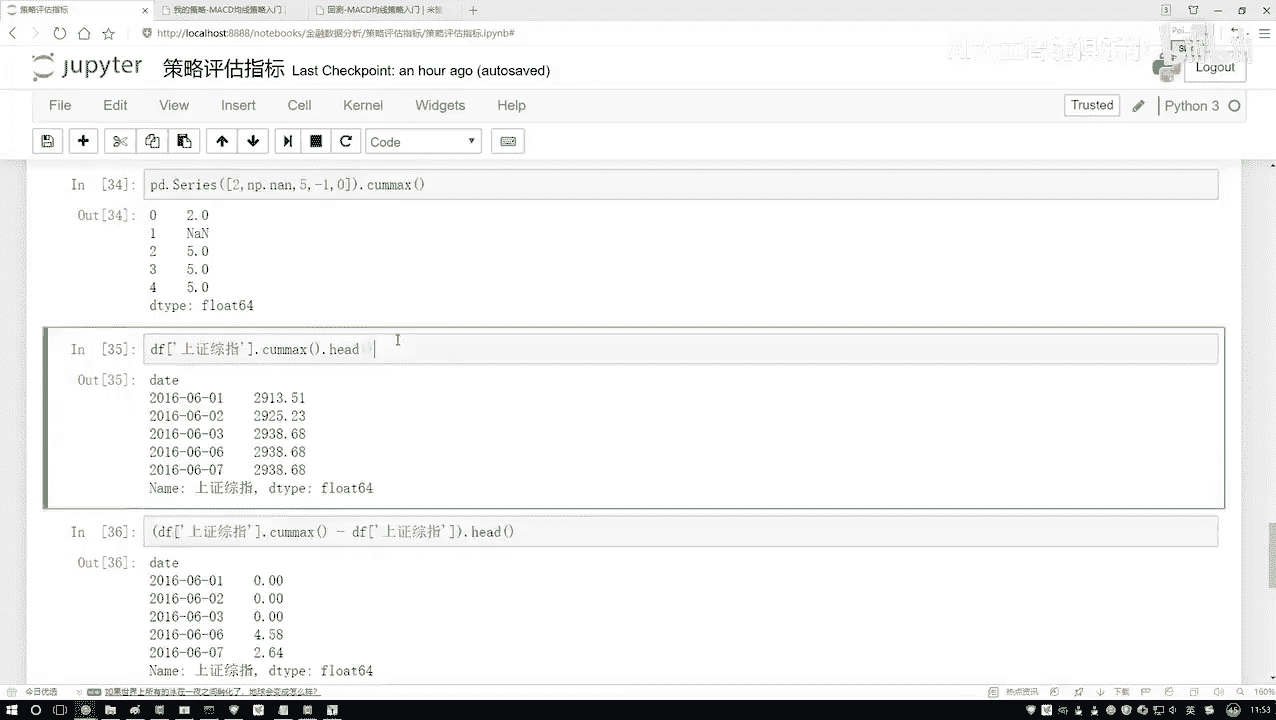 策略评估指标
我的策略-MACD均线策略入门
回测-MACD均线策略入门 | 米筐
3
http://localhost:8888/notebooks/金融数据分析/策略评估指标/策略评估指标.ipynb#
jupyter 策略评估指标 Last Checkpoint: an hour ago (autosaved)
Logout
File Edit View Insert Cell Kernel Widgets Help
Trusted Python 3
Code
In [34]: pd.Series([2,np.nan,5,-1,0]).cummax()
Out[34]: 0 2.0
1 NaN
2 5.0
3 5.0
4 5.0
dtype: float64
In [35]: df['上证综指'].cummax().head()
Out[35]: date
2016-06-01 2913.51
2016-06-02 2925.23
2016-06-03 2938.68
2016-06-06 2938.68
2016-06-07 2938.68
Name: 上证综指, dtype: float64
In [36]: (df['上证综指'].cummax() - df['上证综指']).head()
Out[36]: date
2016-06-01 0.00
2016-06-02 0.00
2016-06-03 0.00
2016-06-06 4.58
2016-06-07 2.64
Name: 上证综指, dtype: float64
今日优选 如果世界上所有的冰在一夜之间融化了，地球会变成怎么样？ 热点资讯 下载 160%
英 11:53